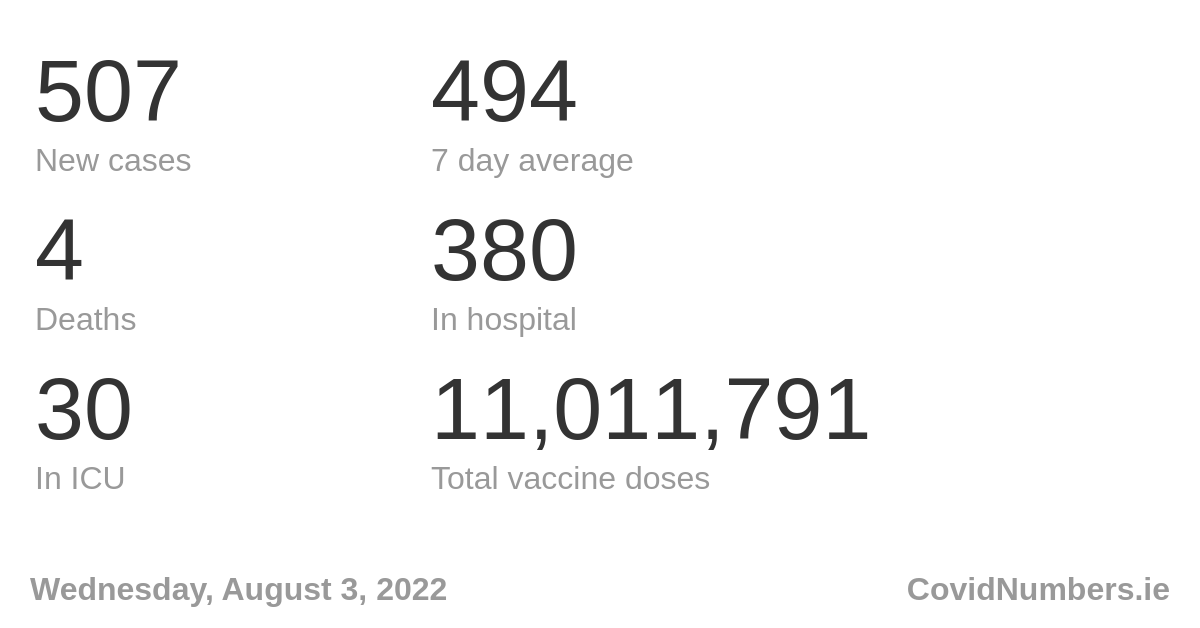 507
New cases
494
7 day average
4
Deaths
380
In hospital
30
In ICU
11,011,791
Total vaccine doses
Wednesday, August 3, 2022
CovidNumbers.ie